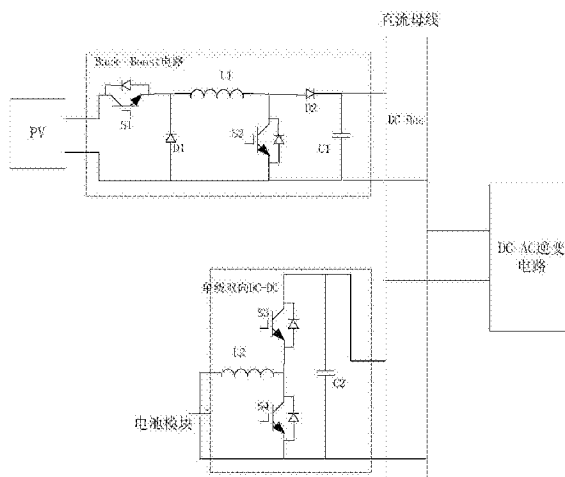 直流母线
Buck-Boost电路
L1
S1
D2
PV
D1
S2
C1
DC Bus
DC-AC逆变
电路
单级双向DC-DC
S3
L2
C2
S4
电池模块